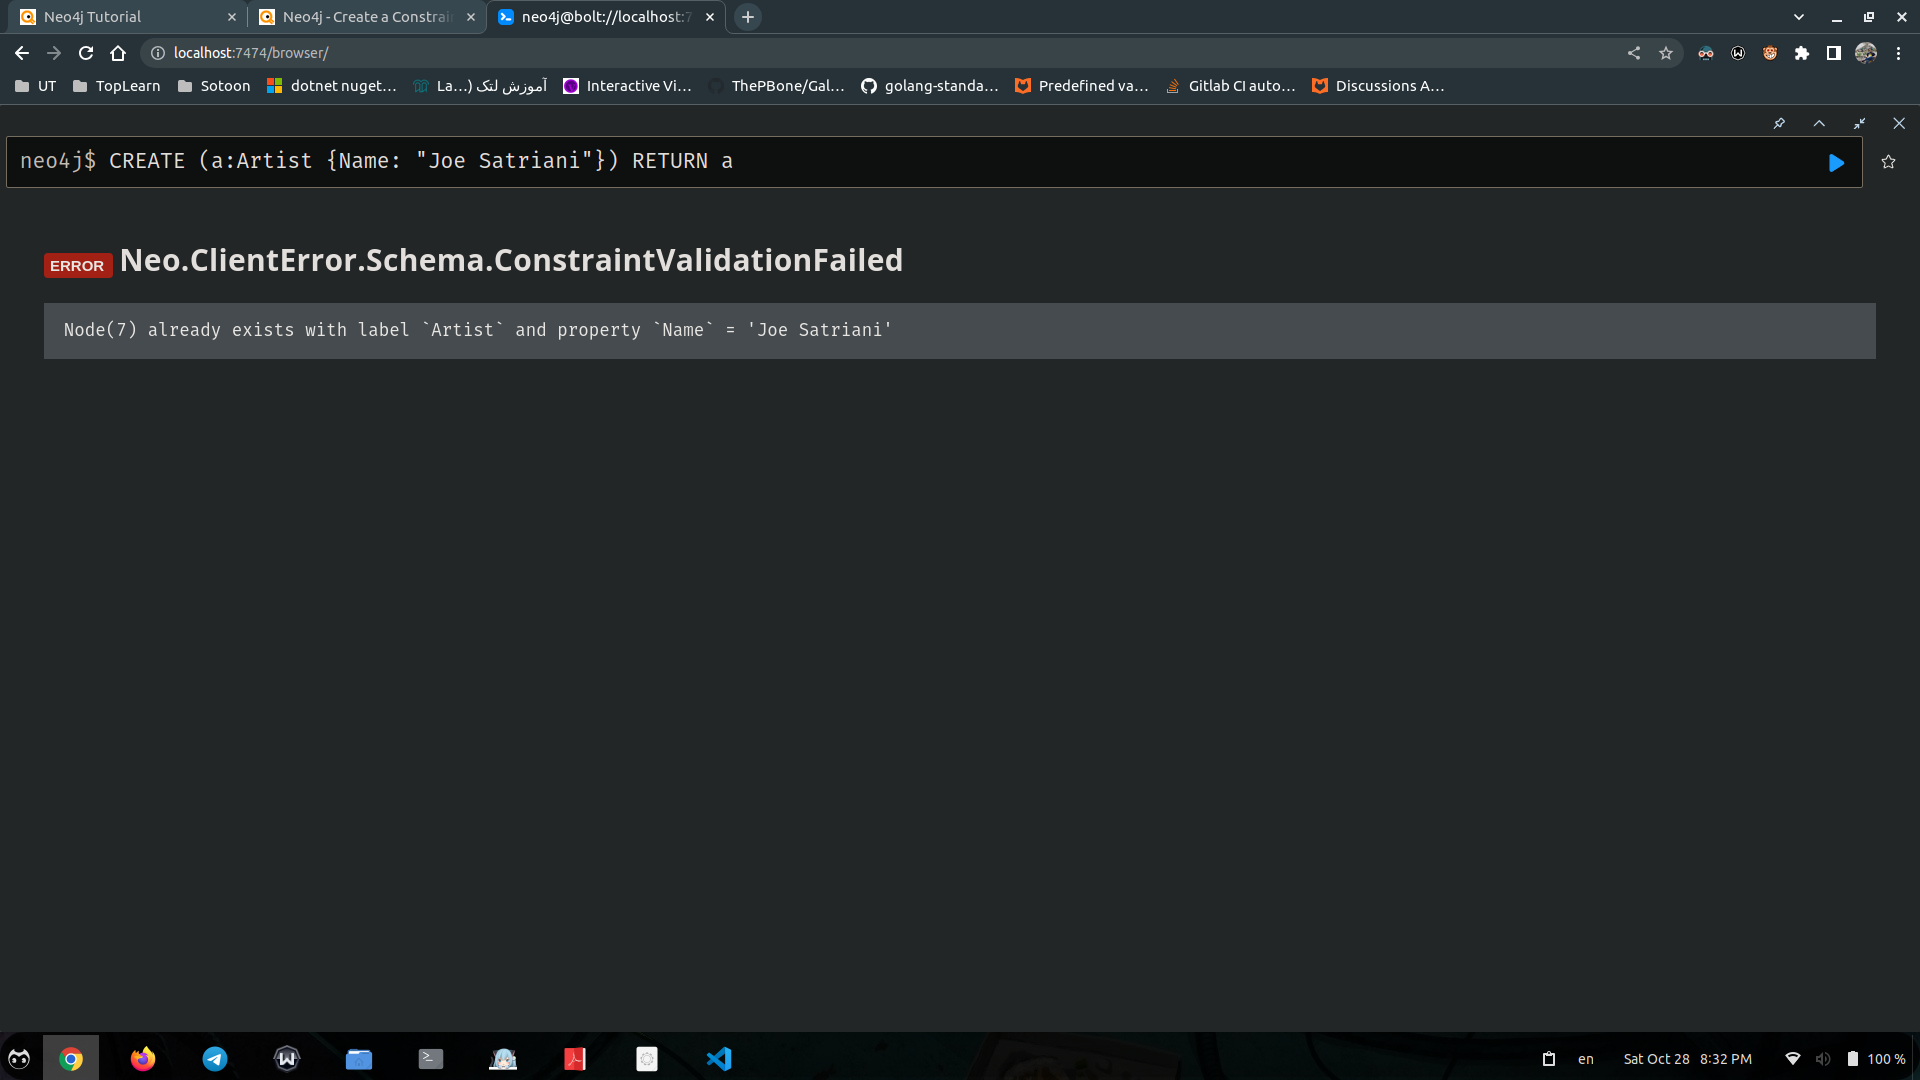 Neo4j Tutorial
Neo4j - Create a Constrain
neo4j@bolt://localhost:7
localhost:7474/browser/
UT
TopLearn
Sotoon
dotnet nuget…
آموزش لتک (La…
Interactive Vi…
ThePBone/Gal…
golang-standa…
Predefined va…
Gitlab CI auto…
Discussions A…
neo4j$ CREATE (a:Artist {Name: "Joe Satriani"}) RETURN a
ERROR Neo.ClientError.Schema.ConstraintValidationFailed
Node(7) already exists with label `Artist` and property `Name` = 'Joe Satriani'
en
Sat Oct 28 8:32 PM
100 %